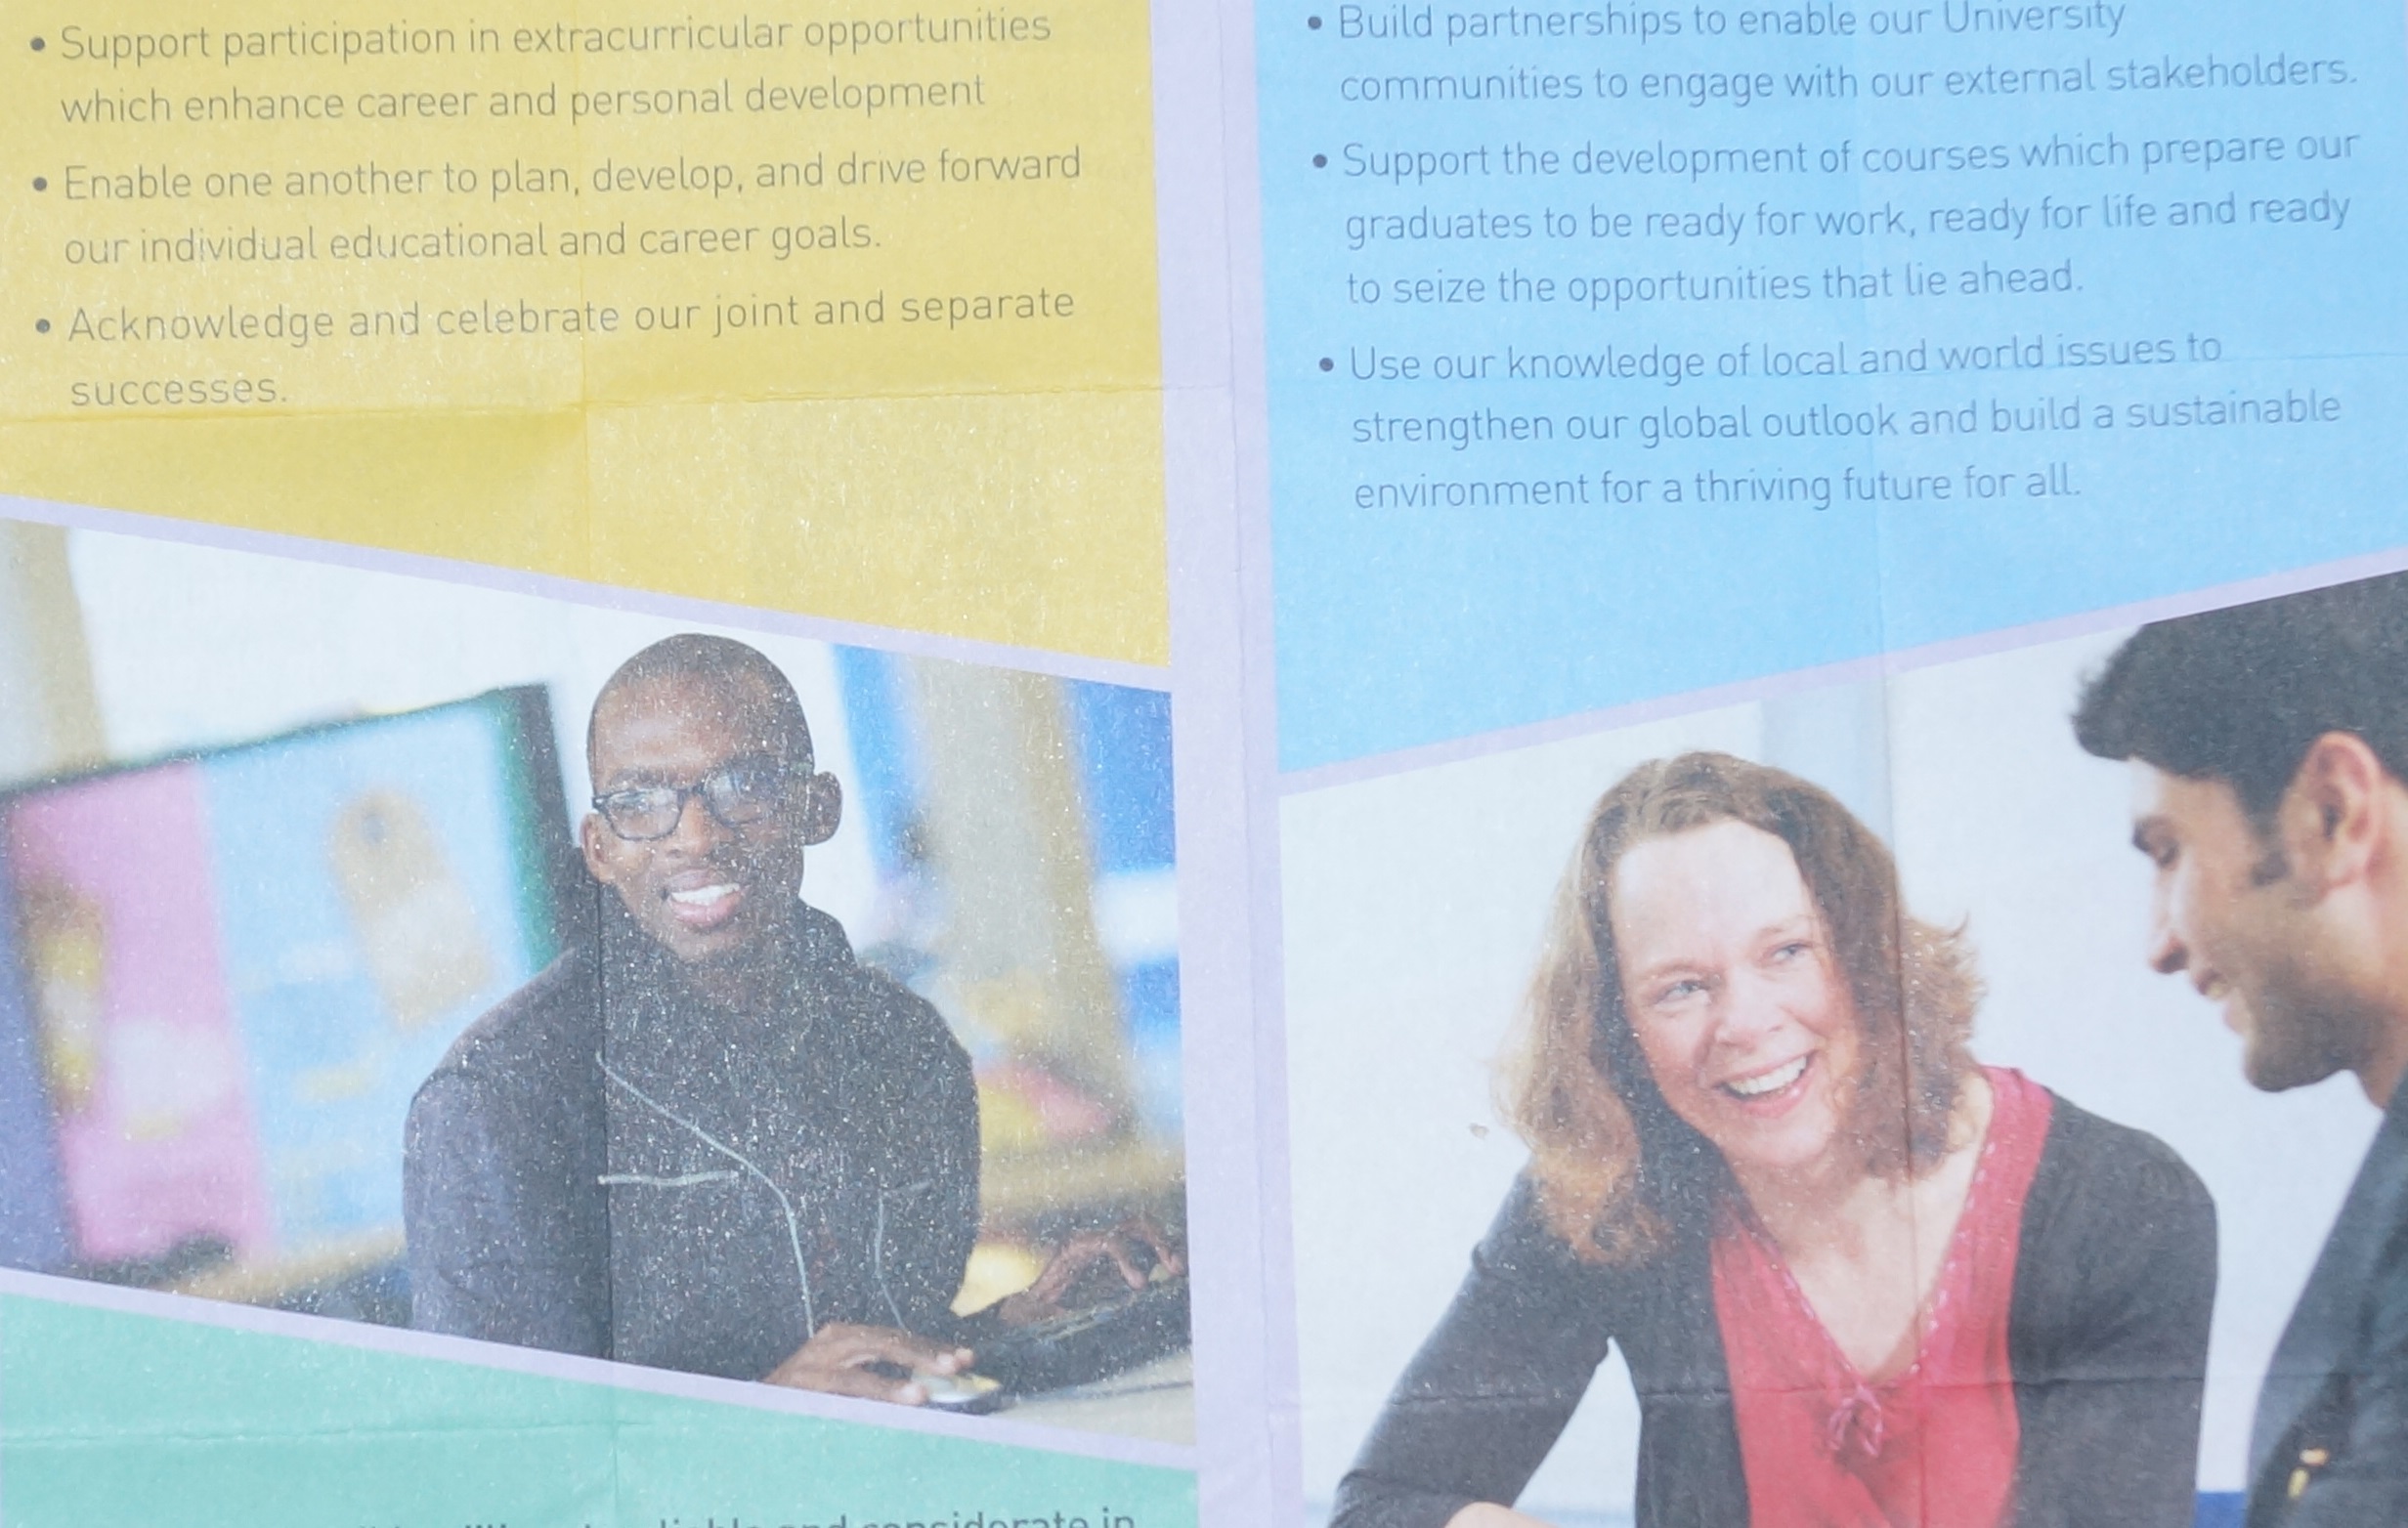 • Support participation in extracurricular opportunities
which enhance career and personal development
• Enable one another to plan, develop, and drive forward
our individual educational and career goals.
• Acknowledge and celebrate our joint and separate
successes.
• Build partnerships to enable our University
communities to engage with our external stakeholders.
• Support the development of courses which prepare our
graduates to be ready for work, ready for life and ready
to seize the opportunities that lie ahead.
• Use our knowledge of local and world issues to
strengthen our global outlook and build a sustainable
environment for a thriving future for all.
and considerate in